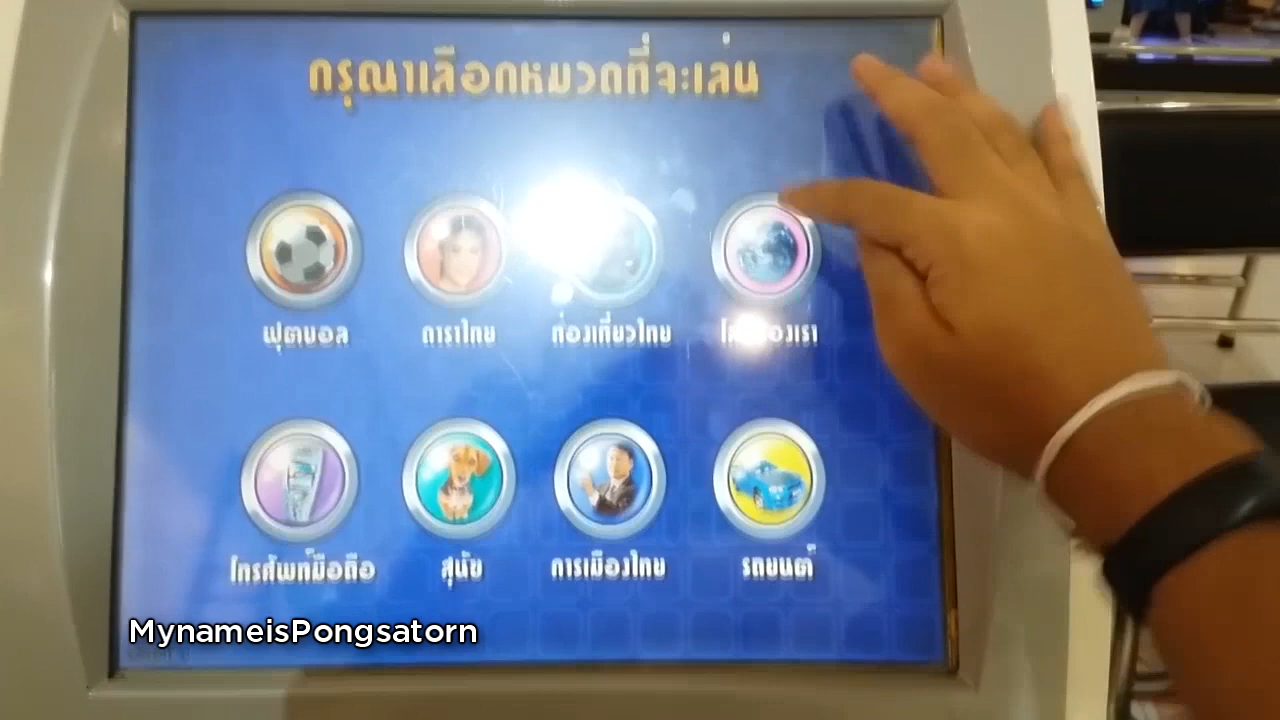 กรุณาเลือกหมวดที่จะเล่น
ฟุตบอล
ดาราไทย
ท่องเที่ยวไทย
โทรศัพท์มือถือ
สุนัข
การเมืองไทย
รถยนต์
MynameisPongsatorn